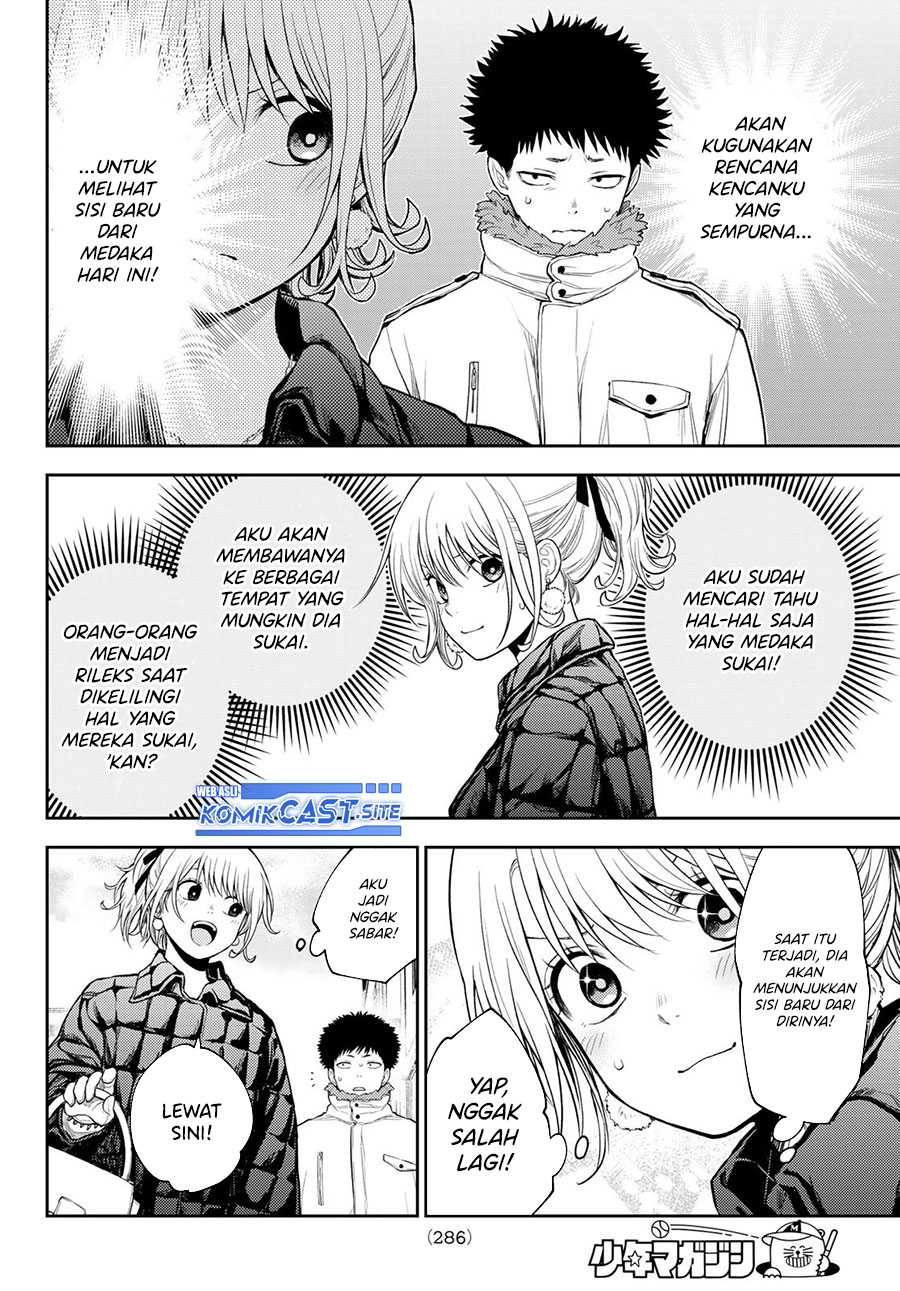 AKAN
KUGUNAKAN
RENCANA
KENCANKU
YANG
SEMPURNA...
...UNTUK
MELIHAT
SISI BARU
DARI
MEDAKA
HARI INI!
AKU SUDAH
MENCARI TAHU
HAL-HAL SAJA
YANG MEDAKA
SUKAI!
AKU AKAN
MEMBAWANYA
KE BERBAGAI
TEMPAT YANG
MUNGKIN DIA
SUKAI.
ORANG-ORANG
MENJADI
RILEKS SAAT
DIKELILINGI
HAL YANG
MEREKA SUKAI,
'KAN?
WEB ASLI
KOMIKCAST.SITE
SAAT ITU
TERJADI, DIA
AKAN
MENUNJUKKAN
SISI BARU DARI
DIRINYA!
YAP,
NGGAK
SALAH
LAGI!
AKU
JADI
NGGAK
SABAR!
LEWAT
SINI!
(286)
少年マガジン
M